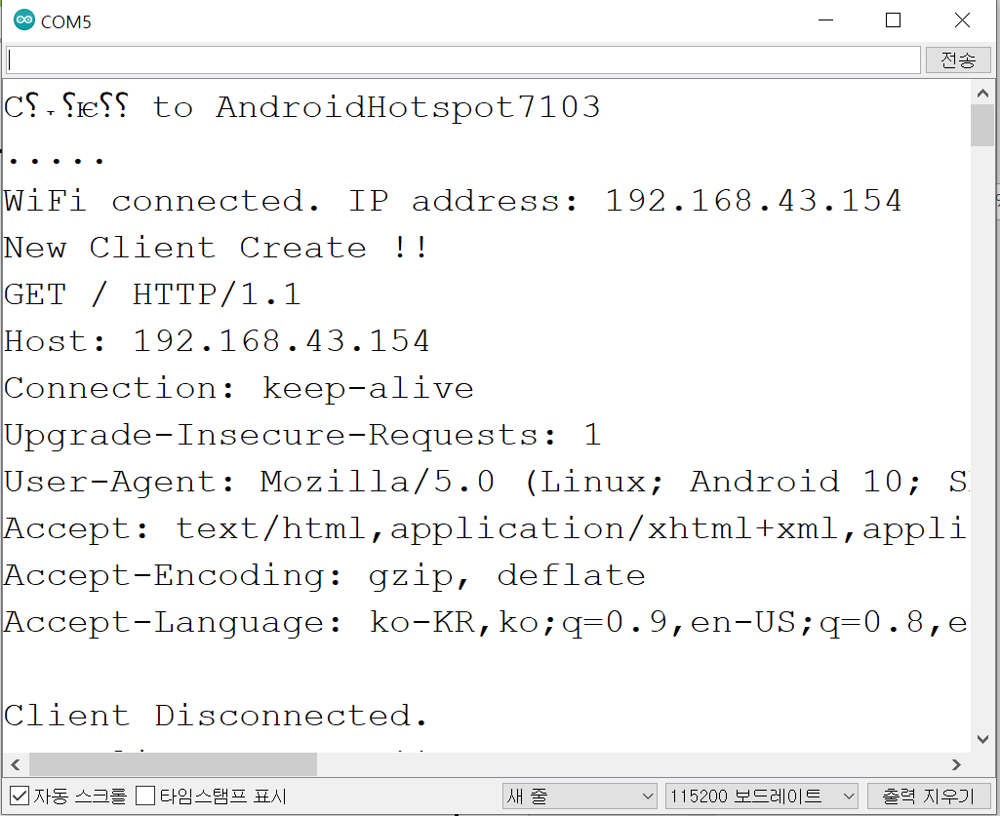 COM5
전송
to AndroidHotspot7103
.....
WiFi connected. IP address: 192.168.43.154
New Client Create !!
GET / HTTP/1.1
Host: 192.168.43.154
Connection: keep-alive
Upgrade-Insecure-Requests: 1
User-Agent: Mozilla/5.0 (Linux; Android 10; S
Accept: text/html,application/xhtml+xml,appli
Accept-Encoding: gzip, deflate
Accept-Language: ko-KR,ko;q=0.9,en-US;q=0.8,e
Client Disconnected.
자동 스크롤 타임스탬프 표시 새 줄 115200 보드레이트 출력 지우기